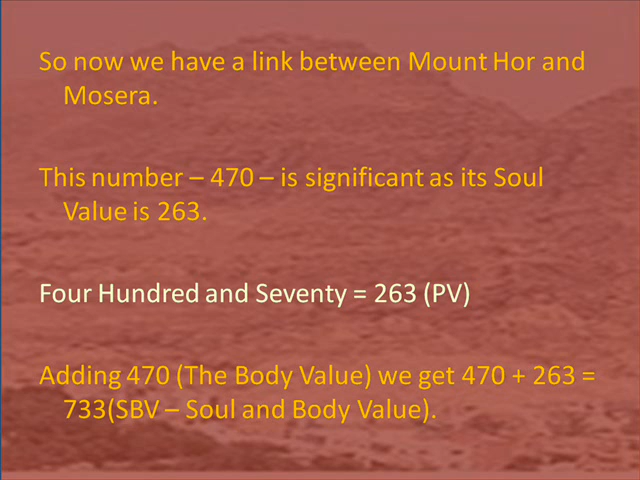 So now we have a link between Mount Hor and
Mosera.
This number – 470 – is significant as its Soul
Value is 263.
Four Hundred and Seventy = 263 (PV)
Adding 470 (The Body Value) we get 470 + 263 =
733(SBV – Soul and Body Value).